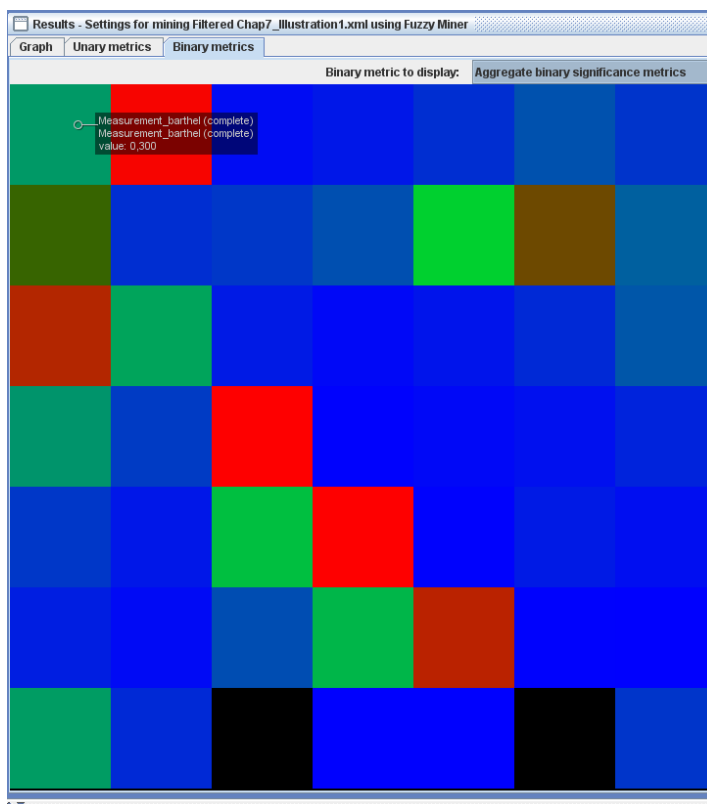 Results - Settings for mining Filtered Chap7_Illustration1.xml using Fuzzy Miner
Graph Unary metrics Binary metrics
Binary metric to display: Aggregate binary significance metrics
Measurement_barthel (complete)
Measurement_barthel (complete)
value: 0,300